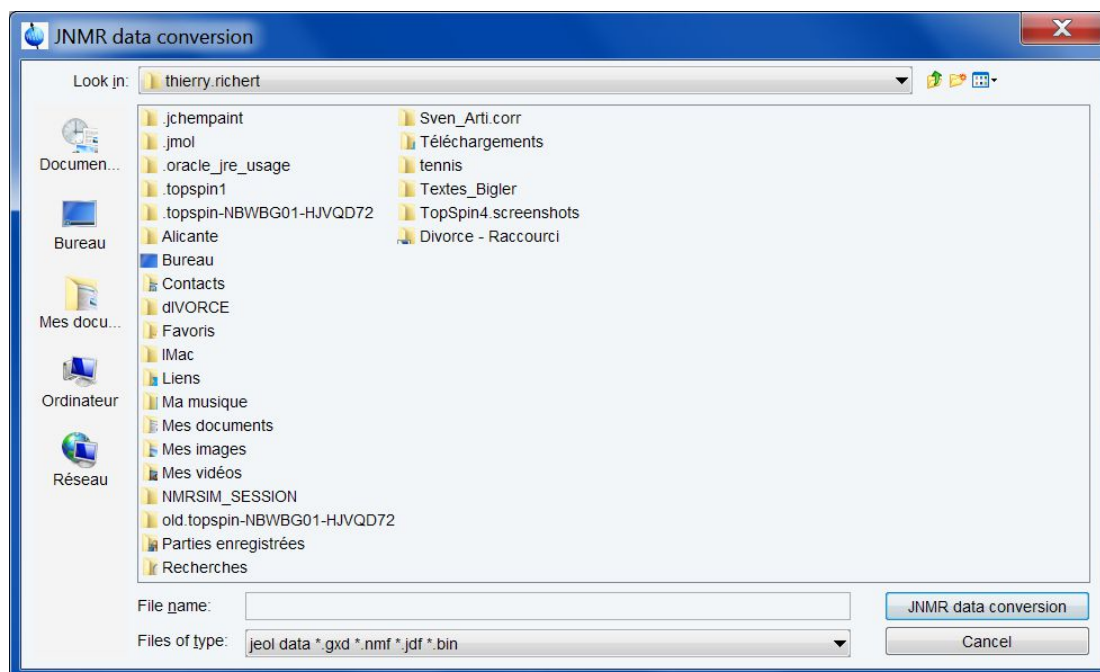 JNMR data conversion
X
Look in: thierry.richert
.jchempaint
.jmol
.oracle_jre_usage
.topspin1
.topspin-NBWBG01-HJVQD72
Alicante
Bureau
Contacts
dIVORCE
Favoris
IMac
Liens
Ma musique
Mes documents
Mes images
Mes vidéos
NMRSIM_SESSION
old.topspin-NBWBG01-HJVQD72
Parties enregistrées
Recherches
Sven_Arti.corr
Téléchargements
tennis
Textes_Bigler
TopSpin4.screenshots
Divorce - Raccourci
Documen...
Bureau
Mes docu...
Ordinateur
Réseau
File name:
JNMR data conversion
Files of type: jeol data *.gxd *.nmf *.jdf *.bin
Cancel